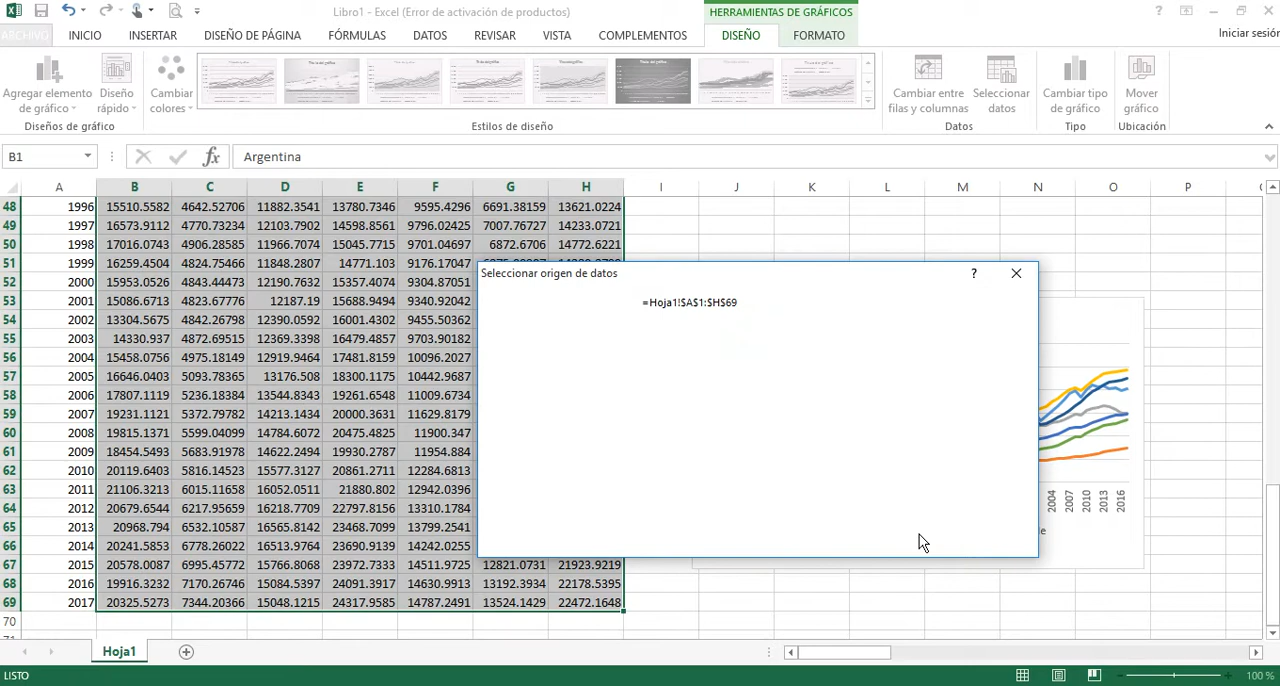 Libro1 - Excel (Error de activación de productos)
HERRAMIENTAS DE GRÁFICOS
ARCHIVO INICIO INSERTAR DISEÑO DE PÁGINA FÓRMULAS DATOS REVISAR VISTA COMPLEMENTOS DISEÑO FORMATO Iniciar sesión
Agregar elemento de gráfico
Diseño rápido
Cambiar colores
Cambiar entre filas y columnas
Seleccionar datos
Cambiar tipo de gráfico
Mover gráfico
Diseños de gráfico Estilos de diseño Datos Tipo Ubicación
B1 fx Argentina
A B C D E F G H I J K L M N O P
48 1996 15510.5582 4642.52706 11882.3541 13780.7346 9595.4296 6691.38159 13621.0224
49 1997 16573.9112 4770.73234 12103.7902 14598.8561 9796.02425 7007.76727 14233.0721
50 1998 17016.0743 4906.28585 11966.7074 15045.7715 9701.04697 6872.6706 14772.6221
51 1999 16259.4504 4824.75466 11848.2807 14771.103 9176.17047
52 2000 15953.0526 4843.44473 12190.7632 15357.4074 9304.87051
53 2001 15086.6713 4823.67776 12187.19 15688.9494 9340.92042
54 2002 13304.5675 4842.26798 12390.0592 16001.4302 9455.50362
55 2003 14330.937 4872.69515 12369.3398 16479.4857 9703.90182
56 2004 15458.0756 4975.18149 12919.9464 17481.8159 10096.2027
57 2005 16646.0403 5093.78365 13176.508 18300.1175 10442.9687
58 2006 17807.1119 5236.18384 13544.8343 19261.6548 11009.6734
59 2007 19231.1121 5372.79782 14213.1434 20000.3631 11629.8179
60 2008 19815.1371 5599.04099 14784.6072 20475.4825 11900.347
61 2009 18454.5493 5683.91978 14622.2494 19950.2787 11954.884
62 2010 20119.6403 5816.14523 15577.3127 20761.2711 12284.6813
63 2011 21106.3213 6015.11658 16052.0511 21880.802 12942.0396
64 2012 20679.6544 6217.95659 16218.7709 22797.8156 13310.1784
65 2013 20968.794 6532.10587 16565.8142 23468.7099 13799.2541
66 2014 20241.5853 6778.26022 16513.9764 23690.9139 14242.0255
67 2015 20578.0087 6995.45772 15766.8068 23972.7333 14511.9725 12821.0731 21923.9219
68 2016 19916.3232 7170.26746 15084.5397 24091.3917 14630.9913 13192.3934 22178.5395
69 2017 20325.5273 7344.20366 15048.1215 24317.9585 14787.2491 13524.1429 22472.1648
70
Seleccionar origen de datos ?
=Hoja1!$A$1:$H$69
2004 2007 2010 2013 2016
Hoja1
LISTO 100 %